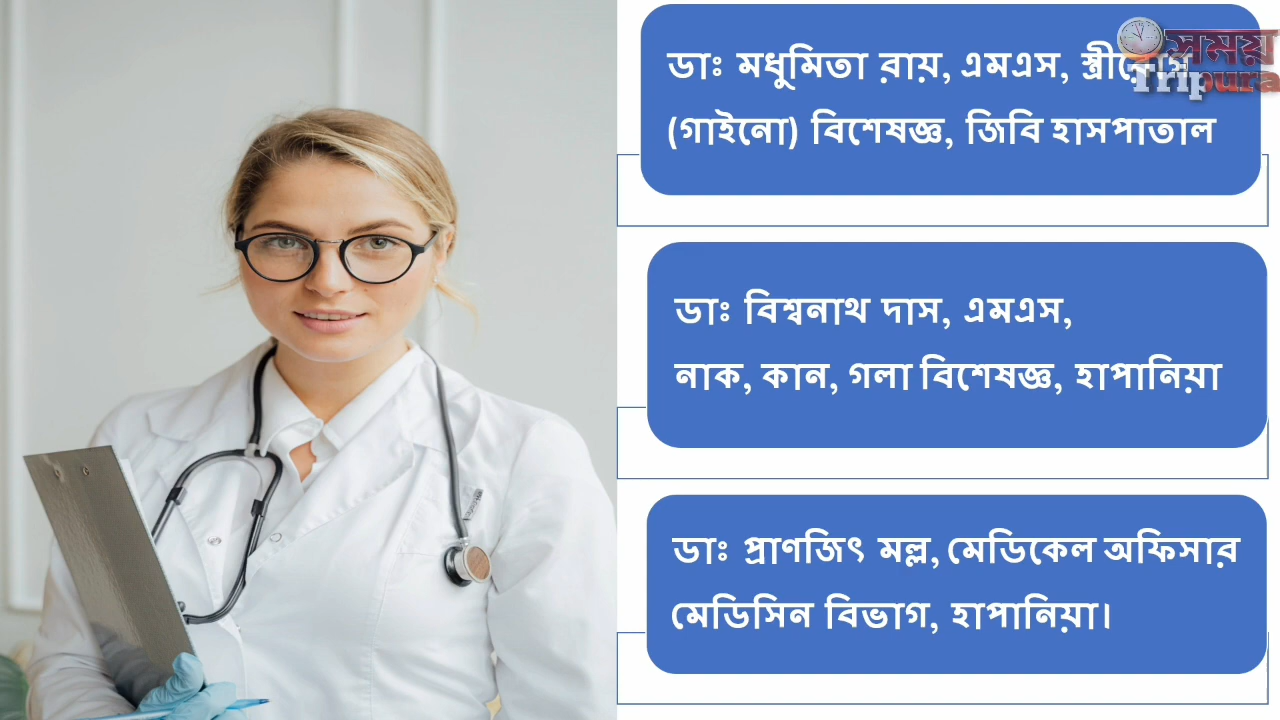 ডাঃ মধুমিতা রায়, এমএস, স্ত্রীরোগ
(গাইনো) বিশেষজ্ঞ, জিবি হাসপাতাল
সময়
Tripura
ডাঃ বিশ্বনাথ দাস, এমএস,
নাক, কান, গলা বিশেষজ্ঞ, হাপানিয়া
ডাঃ প্রাণজিৎ মল্ল, মেডিকেল অফিসার
মেডিসিন বিভাগ, হাপানিয়া।